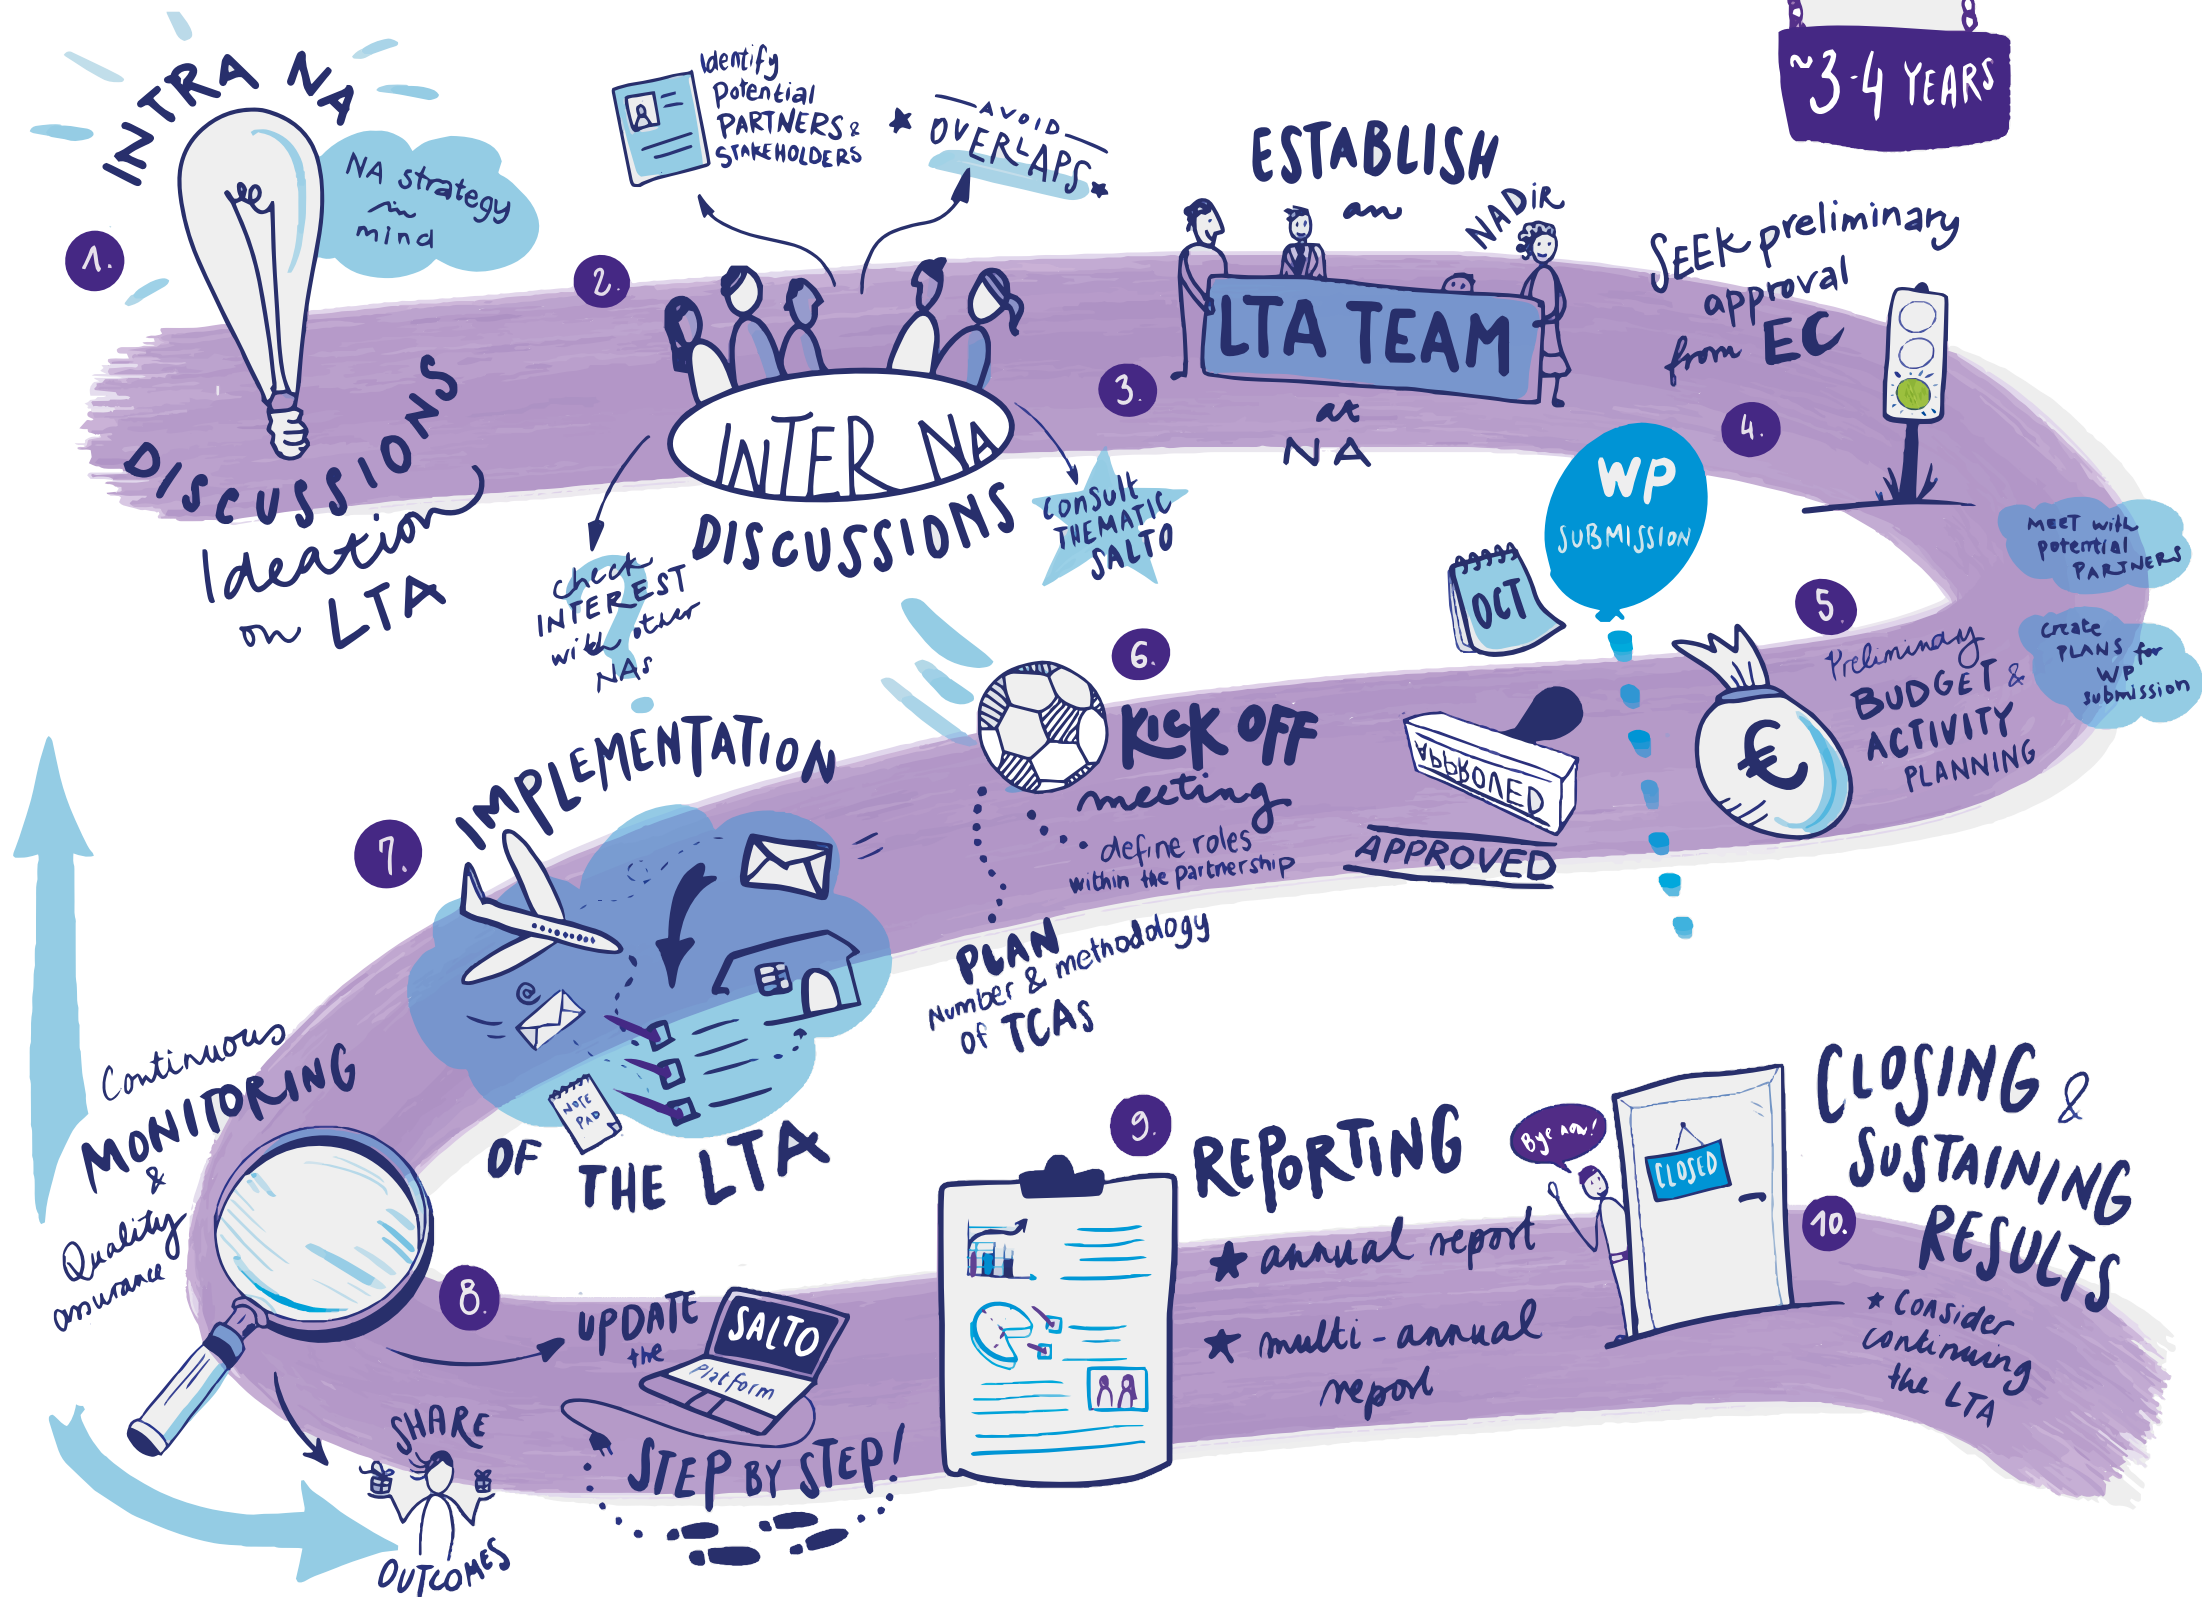 ~3-4 YEARS
1.
INTRA NA
NA strategy
in
mind
DISCUSSIONS
Ideation
on LTA
2.
Identify
Potential
PARTNERS &
STAKEHOLDERS
AVOID
OVERLAPS
INTER NA
DISCUSSIONS
check
INTEREST
with other
NAs
?
Consult
THEMATIC
SALTO
3.
ESTABLISH
an
NADIR
LTA TEAM
at
NA
4.
SEEK preliminary
approval
from EC
5.
MEET with
potential
PARTNERS
Create
PLANS for
WP
submission
Preliminary
BUDGET &
ACTIVITY
PLANNING
€
WP
SUBMISSION
OCT
APPROVED
APPROVED
6.
KICK OFF
meeting
define roles
within the partnership
PLAN
Number & methodology
of TCAs
7.
IMPLEMENTATION
@
NOTE
PAD
OF THE LTA
Continuous
MONITORING
&
Quality
assurance
8.
UPDATE
the
SALTO
Platform
STEP BY STEP!
SHARE
OUTCOMES
9.
REPORTING
annual report
multi-annual
report
Bye now!
CLOSED
10.
CLOSING &
SUSTAINING
RESULTS
Consider
continuing
the LTA